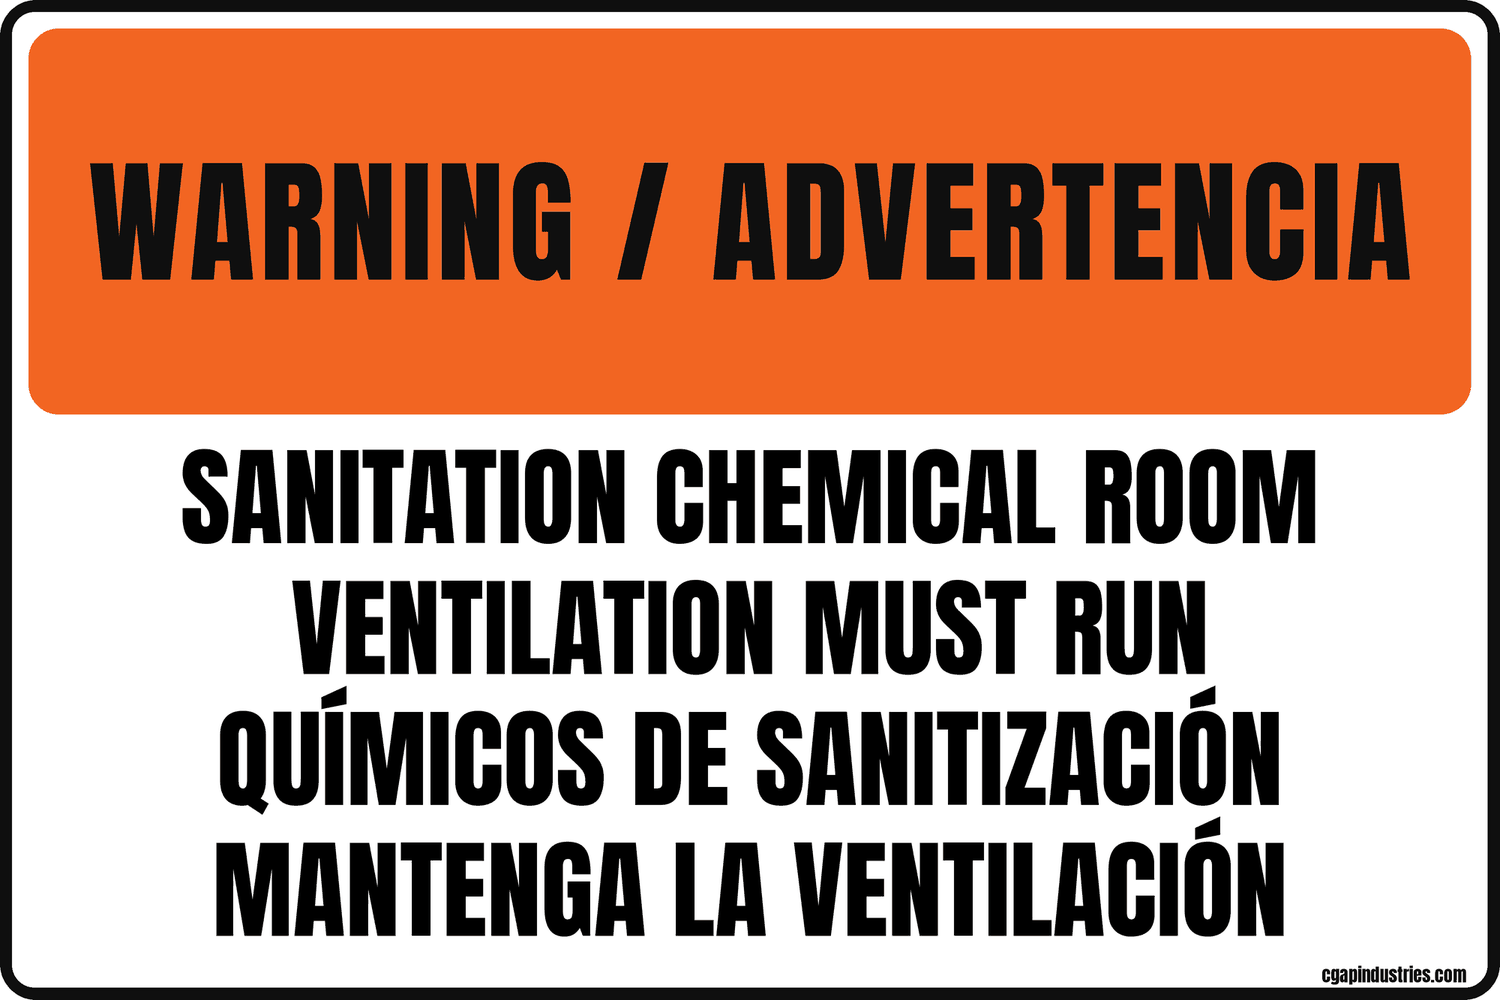 WARNING / ADVERTENCIA
SANITATION CHEMICAL ROOM
VENTILATION MUST RUN
QUÍMICOS DE SANITIZACIÓN
MANTENGA LA VENTILACIÓN
cgapindustries.com